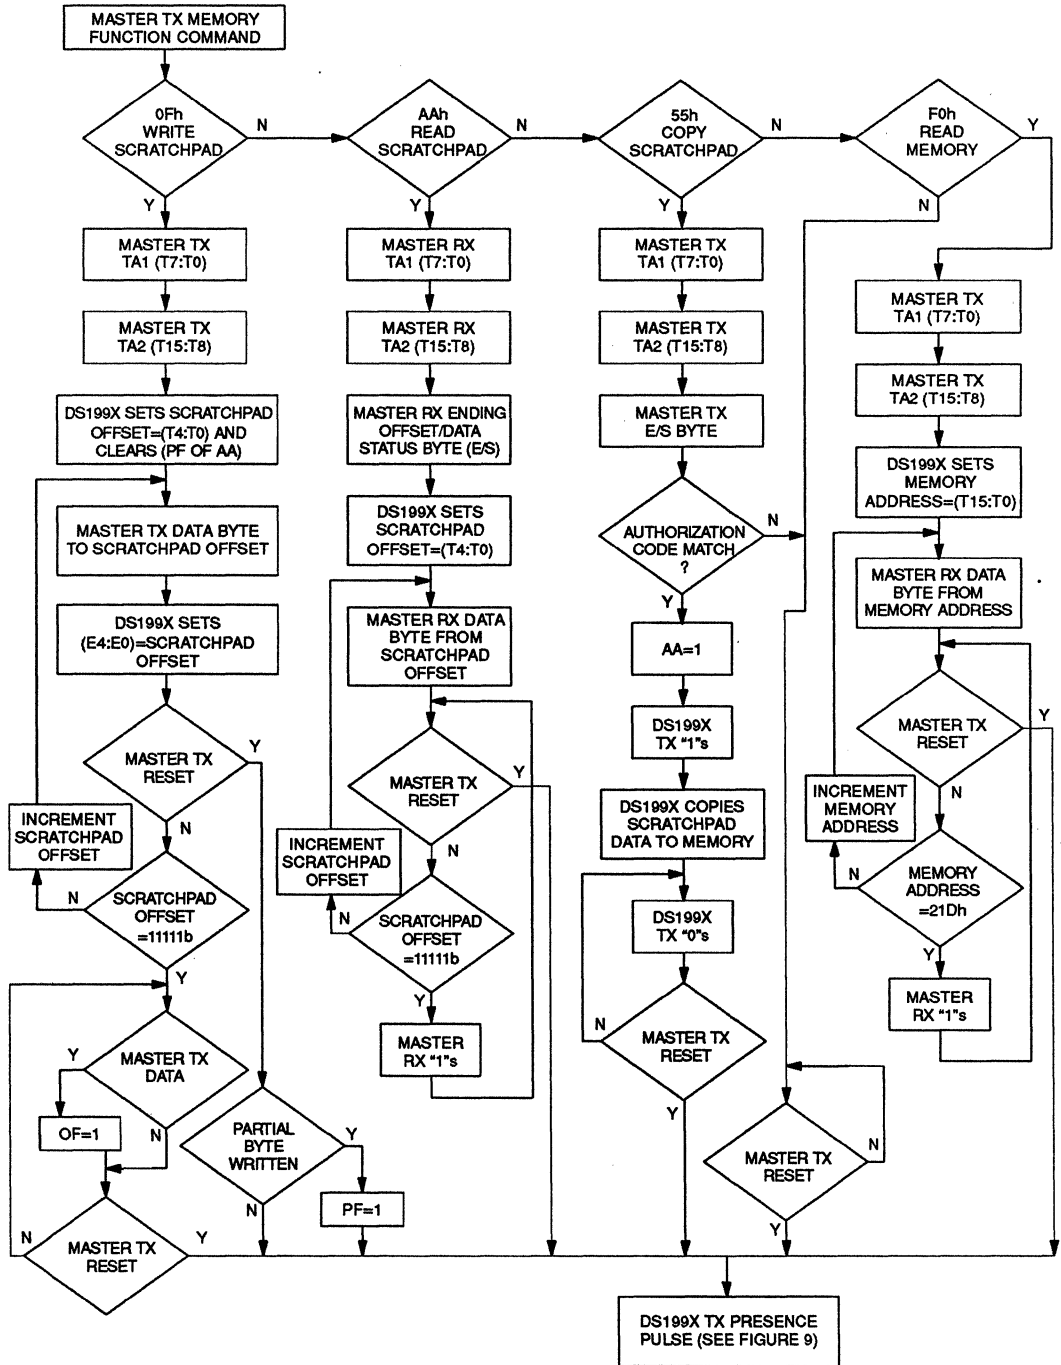 MASTER TX MEMORY
FUNCTION COMMAND
0Fh
WRITE
SCRATCHPAD
N
Y
MASTER TX
TA1 (T7:T0)
MASTER TX
TA2 (T15:T8)
DS199X SETS SCRATCHPAD
OFFSET=(T4:T0) AND
CLEARS (PF OF AA)
MASTER TX DATA BYTE
TO SCRATCHPAD OFFSET
DS199X SETS
(E4:E0)=SCRATCHPAD
OFFSET
MASTER TX
RESET
Y
N
INCREMENT
SCRATCHPAD
OFFSET
N
SCRATCHPAD
OFFSET
=11111b
Y
MASTER TX
DATA
Y
N
OF=1
MASTER TX
RESET
N
Y
PARTIAL
BYTE
WRITTEN
Y
N
PF=1
AAh
READ
SCRATCHPAD
N
Y
MASTER RX
TA1 (T7:T0)
MASTER RX
TA2 (T15:T8)
MASTER RX ENDING
OFFSET/DATA
STATUS BYTE (E/S)
DS199X SETS
SCRATCHPAD
OFFSET=(T4:T0)
MASTER RX DATA
BYTE FROM
SCRATCHPAD
OFFSET
MASTER TX
RESET
Y
N
INCREMENT
SCRATCHPAD
OFFSET
N
SCRATCHPAD
OFFSET
=11111b
Y
MASTER
RX "1"s
55h
COPY
SCRATCHPAD
N
Y
MASTER TX
TA1 (T7:T0)
MASTER TX
TA2 (T15:T8)
MASTER TX
E/S BYTE
AUTHORIZATION
CODE MATCH
?
N
Y
AA=1
DS199X
TX "1"s
DS199X COPIES
SCRATCHPAD
DATA TO MEMORY
DS199X
TX "0"s
N
MASTER TX
RESET
Y
F0h
READ
MEMORY
Y
N
MASTER TX
TA1 (T7:T0)
MASTER TX
TA2 (T15:T8)
DS199X SETS
MEMORY
ADDRESS=(T15:T0)
MASTER RX DATA
BYTE FROM
MEMORY ADDRESS
MASTER TX
RESET
Y
N
INCREMENT
MEMORY
ADDRESS
N
MEMORY
ADDRESS
=21Dh
Y
MASTER
RX "1"s
MASTER TX
RESET
N
Y
DS199X TX PRESENCE
PULSE (SEE FIGURE 9)